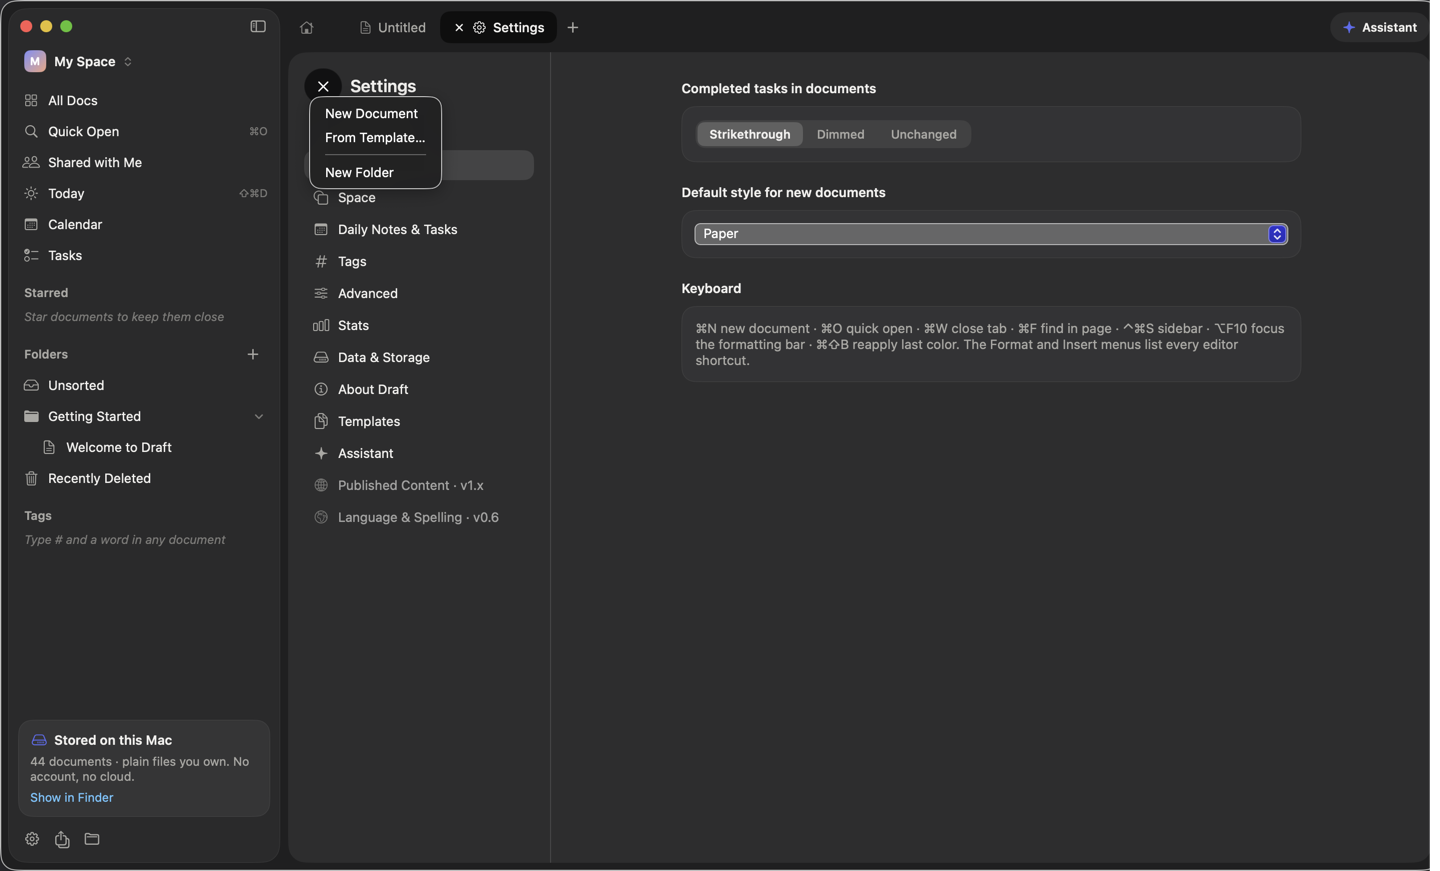 Untitled
Settings
Assistant
M My Space
All Docs
Quick Open ⌘O
Shared with Me
Today ⇧⌘D
Calendar
Tasks
Starred
Star documents to keep them close
Folders
Unsorted
Getting Started
Welcome to Draft
Recently Deleted
Tags
Type # and a word in any document
Stored on this Mac
44 documents · plain files you own. No
account, no cloud.
Show in Finder
Settings
New Document
From Template...
New Folder
Space
Daily Notes & Tasks
Tags
Advanced
Stats
Data & Storage
About Draft
Templates
Assistant
Published Content · v1.x
Language & Spelling · v0.6
Completed tasks in documents
Strikethrough Dimmed Unchanged
Default style for new documents
Paper
Keyboard
⌘N new document · ⌘O quick open · ⌘W close tab · ⌘F find in page · ^⌘S sidebar · ⌥F10 focus
the formatting bar · ⌘⇧B reapply last color. The Format and Insert menus list every editor
shortcut.